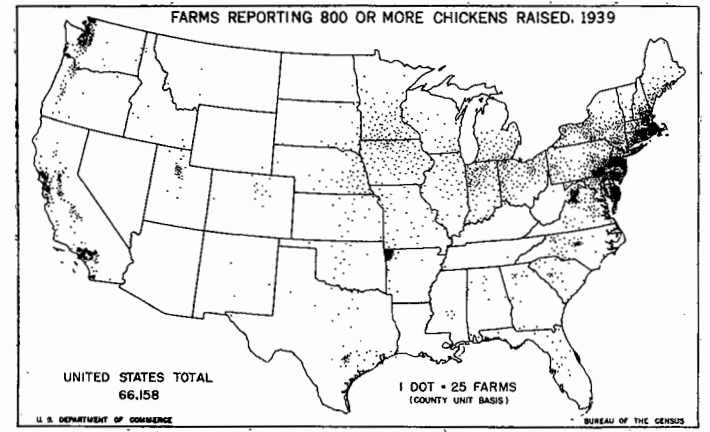 FARMS REPORTING 800 OR MORE CHICKENS RAISED, 1939
UNITED STATES TOTAL
66,158
1 DOT = 25 FARMS
(COUNTY UNIT BASIS)
U. S. DEPARTMENT OF COMMERCE
BUREAU OF THE CENSUS